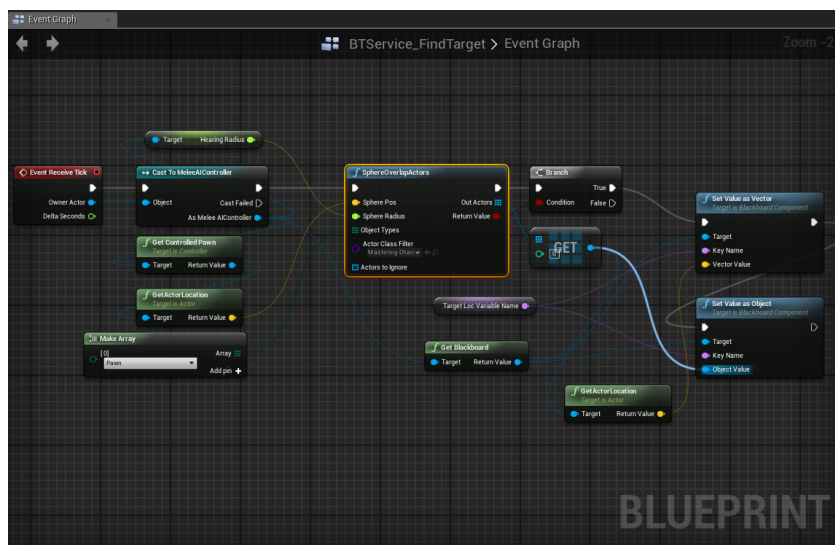 Event Graph
BTService_FindTarget > Event Graph
Zoom -2
Target Hearing Radius
Event Receive Tick
Owner Actor
Delta Seconds
Cast To MeleeAIController
Object Cast Failed
As Melee AIController
Get Controlled Pawn
Target is Controller
Target Return Value
GetActorLocation
Target is Actor
Target Return Value
Make Array
[0] Array
Pawn
Add pin +
SphereOverlapActors
Sphere Pos Out Actors
Sphere Radius Return Value
Object Types
Actor Class Filter
Mastering Chari
Actors to Ignore
Branch
True
Condition False
GET
0
Target Loc Variable Name
Get Blackboard
Target Return Value
GetActorLocation
Target is Actor
Target Return Value
Set Value as Vector
Target is Blackboard Component
Target
Key Name
Vector Value
Set Value as Object
Target is Blackboard Component
Target
Key Name
Object Value
BLUEPRINT